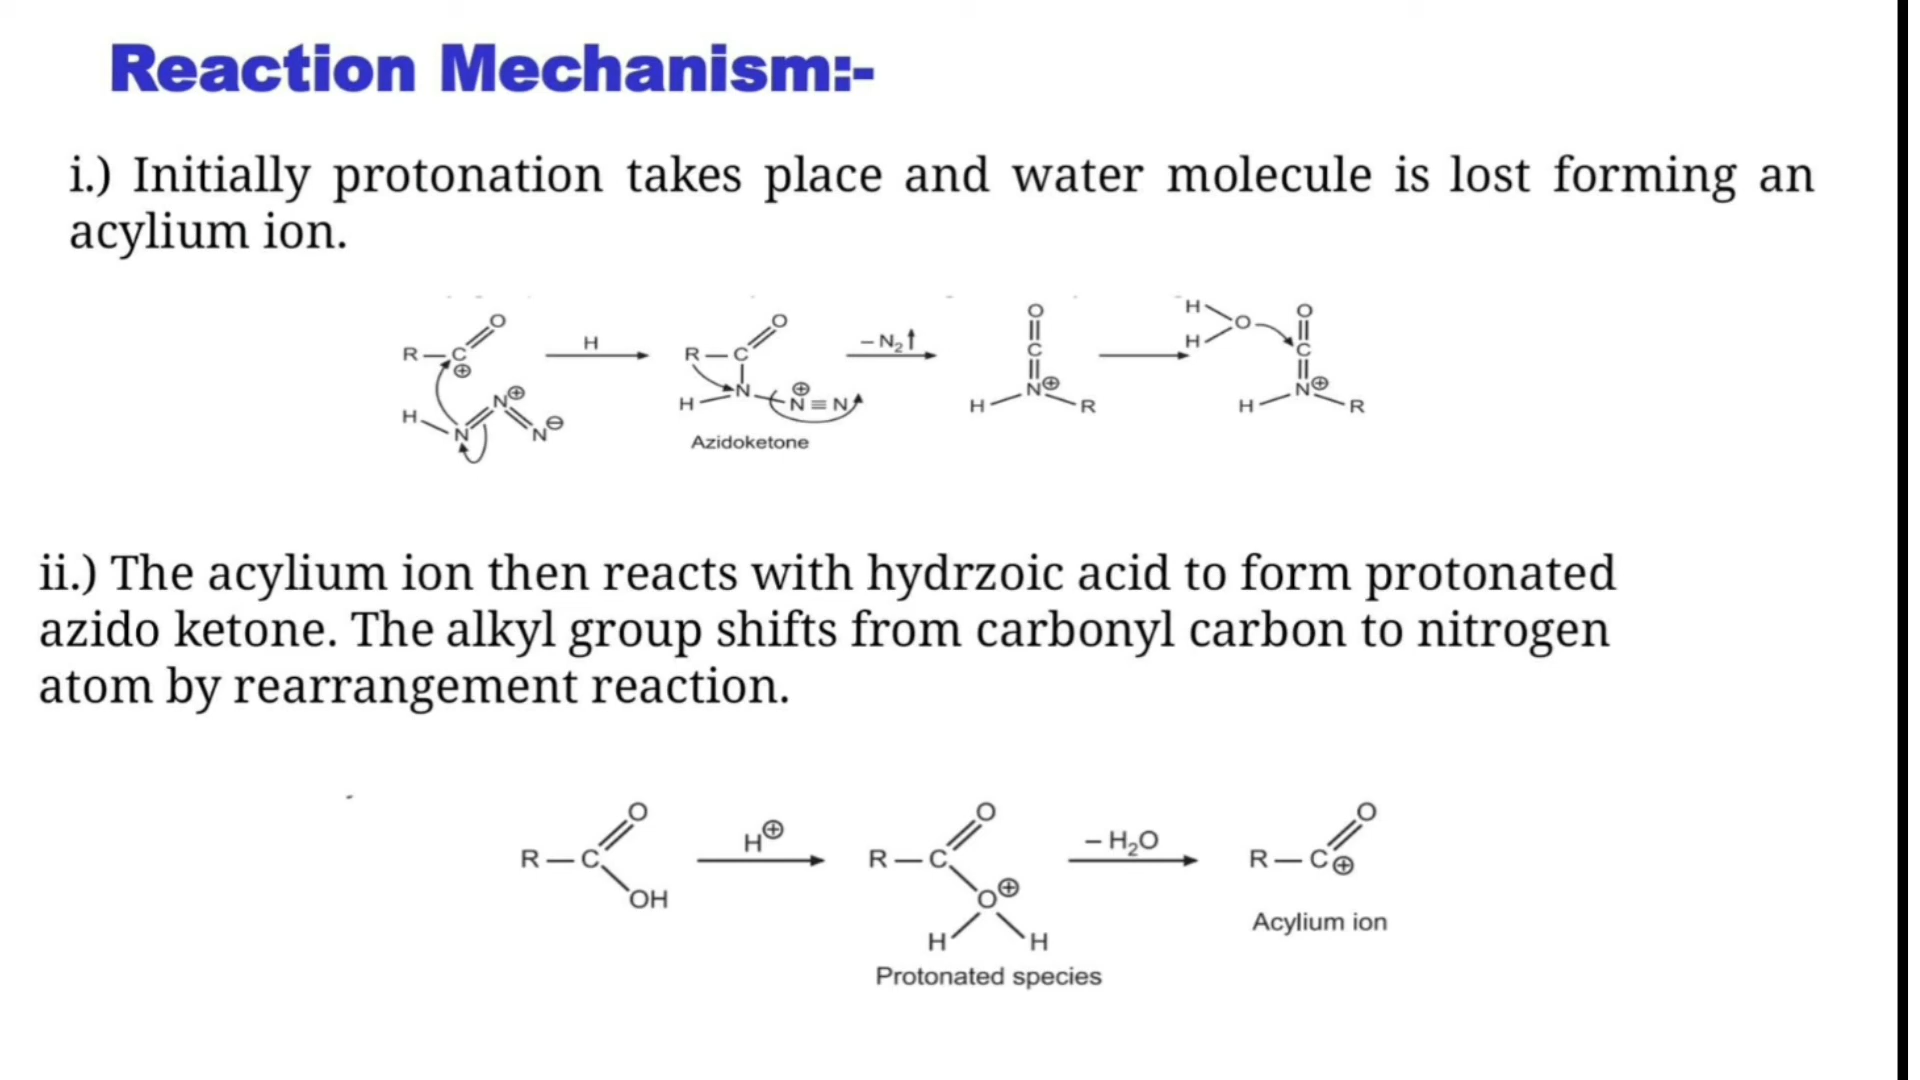 Reaction Mechanism:-
i.) Initially protonation takes place and water molecule is lost forming an
acylium ion.
R—C=O ⊕
H—N=N⊕=N⊖
H
R—C=O
H—N—N⊕≡N
Azidoketone
–N₂↑
O=C=N⊕
H R
H—O—H
O=C=N⊕
H R
ii.) The acylium ion then reacts with hydrzoic acid to form protonated
azido ketone. The alkyl group shifts from carbonyl carbon to nitrogen
atom by rearrangement reaction.
R—C=O
OH
H⊕
R—C=O
O⊕
H H
Protonated species
–H₂O
R—C⊕=O
Acylium ion